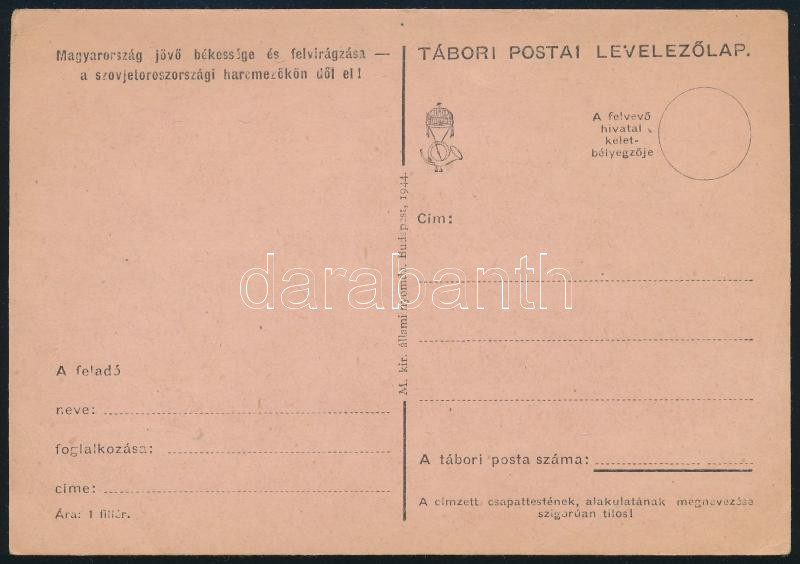 Magyarország jövő békessége és felvirágzása —
a szovjetoroszországi harcmezőkön dől el!
TÁBORI POSTAI LEVELEZŐLAP.
A felvevő
hivatal
kelet-
bélyegzője
Cím:
darabanth
M. kir. állami nyomda, Budapest, 1944.
A feladó
neve:
foglalkozása:
címe:
Ára: 1 fillér.
A tábori posta száma:
A címzett csapattestének, alakulatának megnevezése
szigorúan tilos!